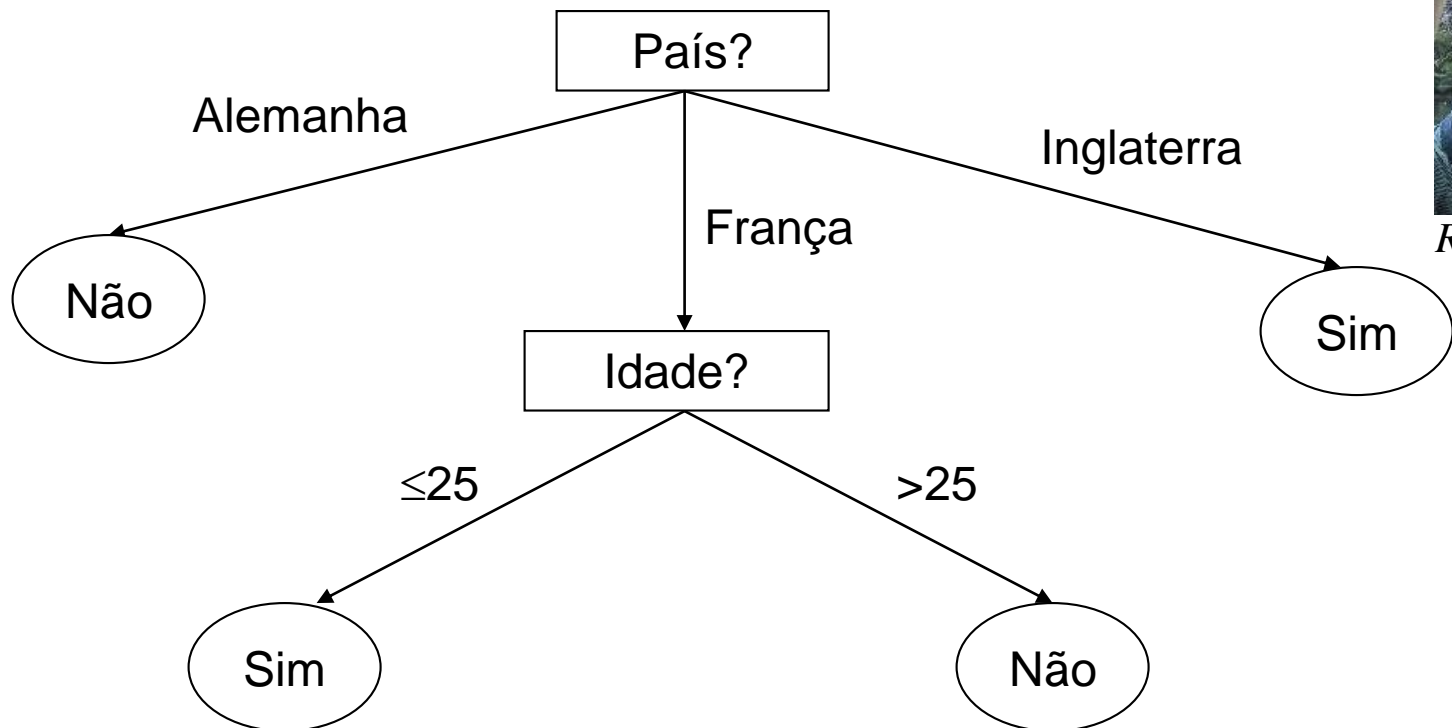 País?
Alemanha
Inglaterra
França
Não
Sim
Idade?
≤25
>25
Sim
Não